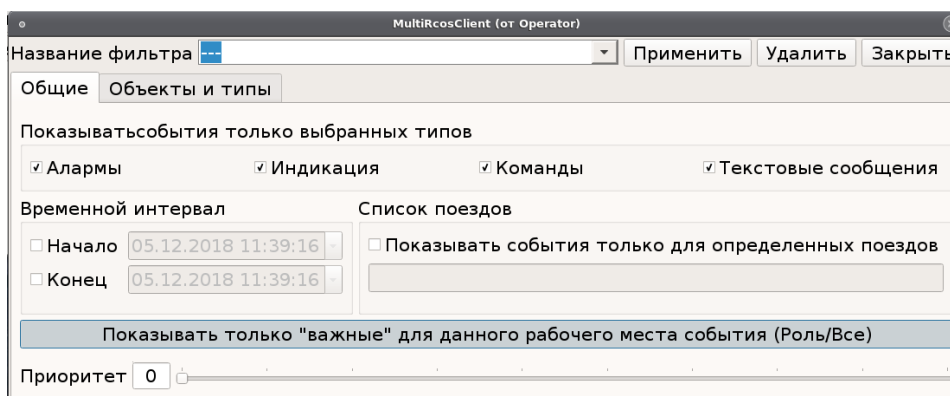 MultiRcosClient (от Operator)
Название фильтра --- Применить Удалить Закрыть
Общие Объекты и типы
Показыватьсобытия только выбранных типов
Алармы Индикация Команды Текстовые сообщения
Временной интервал Список поездов
Начало 05.12.2018 11:39:16 Показывать события только для определенных поездов
Конец 05.12.2018 11:39:16
Показывать только "важные" для данного рабочего места события (Роль/Все)
Приоритет 0